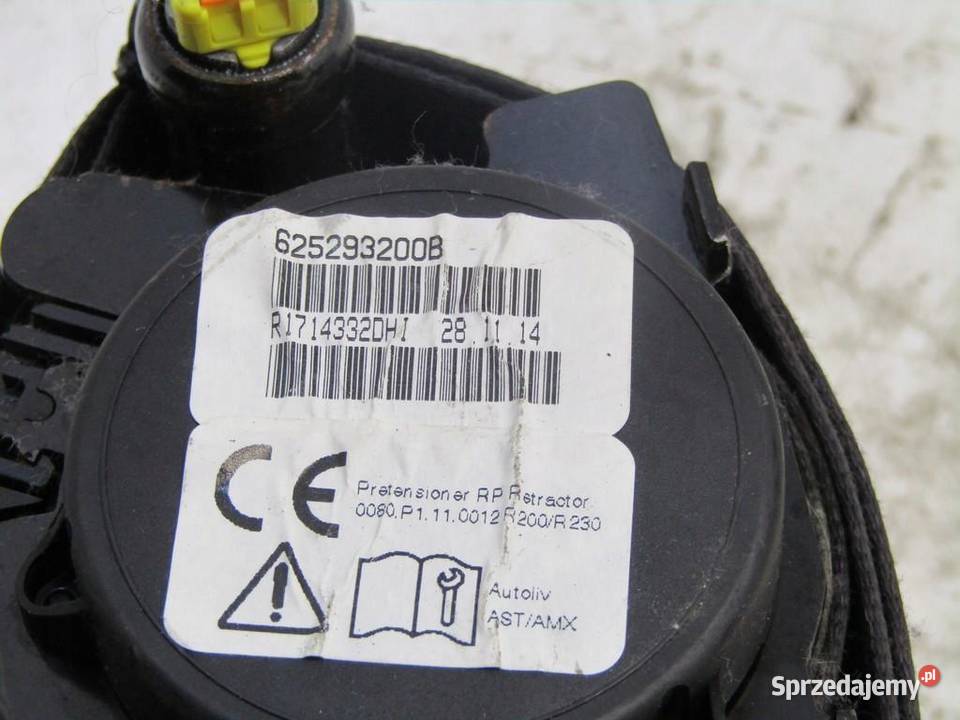 625293200B
R1714332DHI 28.11.14
CE
Pretensioner RP Retractor.
0080.P1.11.0012 R200/R230
Autoliv
AST/AMX
Sprzedajemy.pl